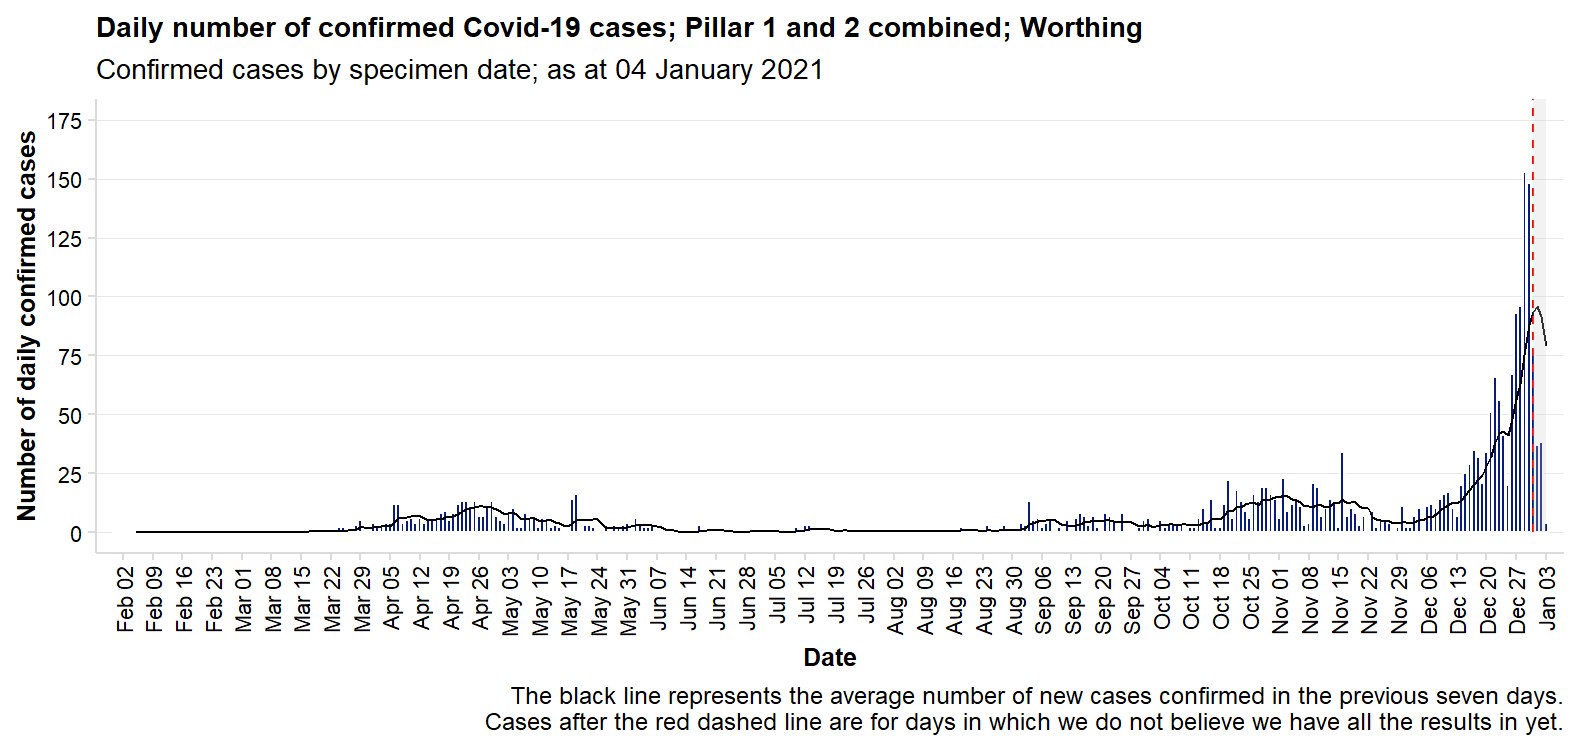 Daily number of confirmed Covid-19 cases; Pillar 1 and 2 combined; Worthing
Confirmed cases by specimen date; as at 04 January 2021
Number of daily confirmed cases
175
150
125
100
75
50
25
0
Feb 02
Feb 09
Feb 16
Feb 23
Mar 01
Mar 08
Mar 15
Mar 22
Mar 29
Apr 05
Apr 12
Apr 19
Apr 26
May 03
May 10
May 17
May 24
May 31
Jun 07
Jun 14
Jun 21
Jun 28
Jul 05
Jul 12
Jul 19
Jul 26
Aug 02
Aug 09
Aug 16
Aug 23
Aug 30
Sep 06
Sep 13
Sep 20
Sep 27
Oct 04
Oct 11
Oct 18
Oct 25
Nov 01
Nov 08
Nov 15
Nov 22
Nov 29
Dec 06
Dec 13
Dec 20
Dec 27
Jan 03
Date
The black line represents the average number of new cases confirmed in the previous seven days.
Cases after the red dashed line are for days in which we do not believe we have all the results in yet.